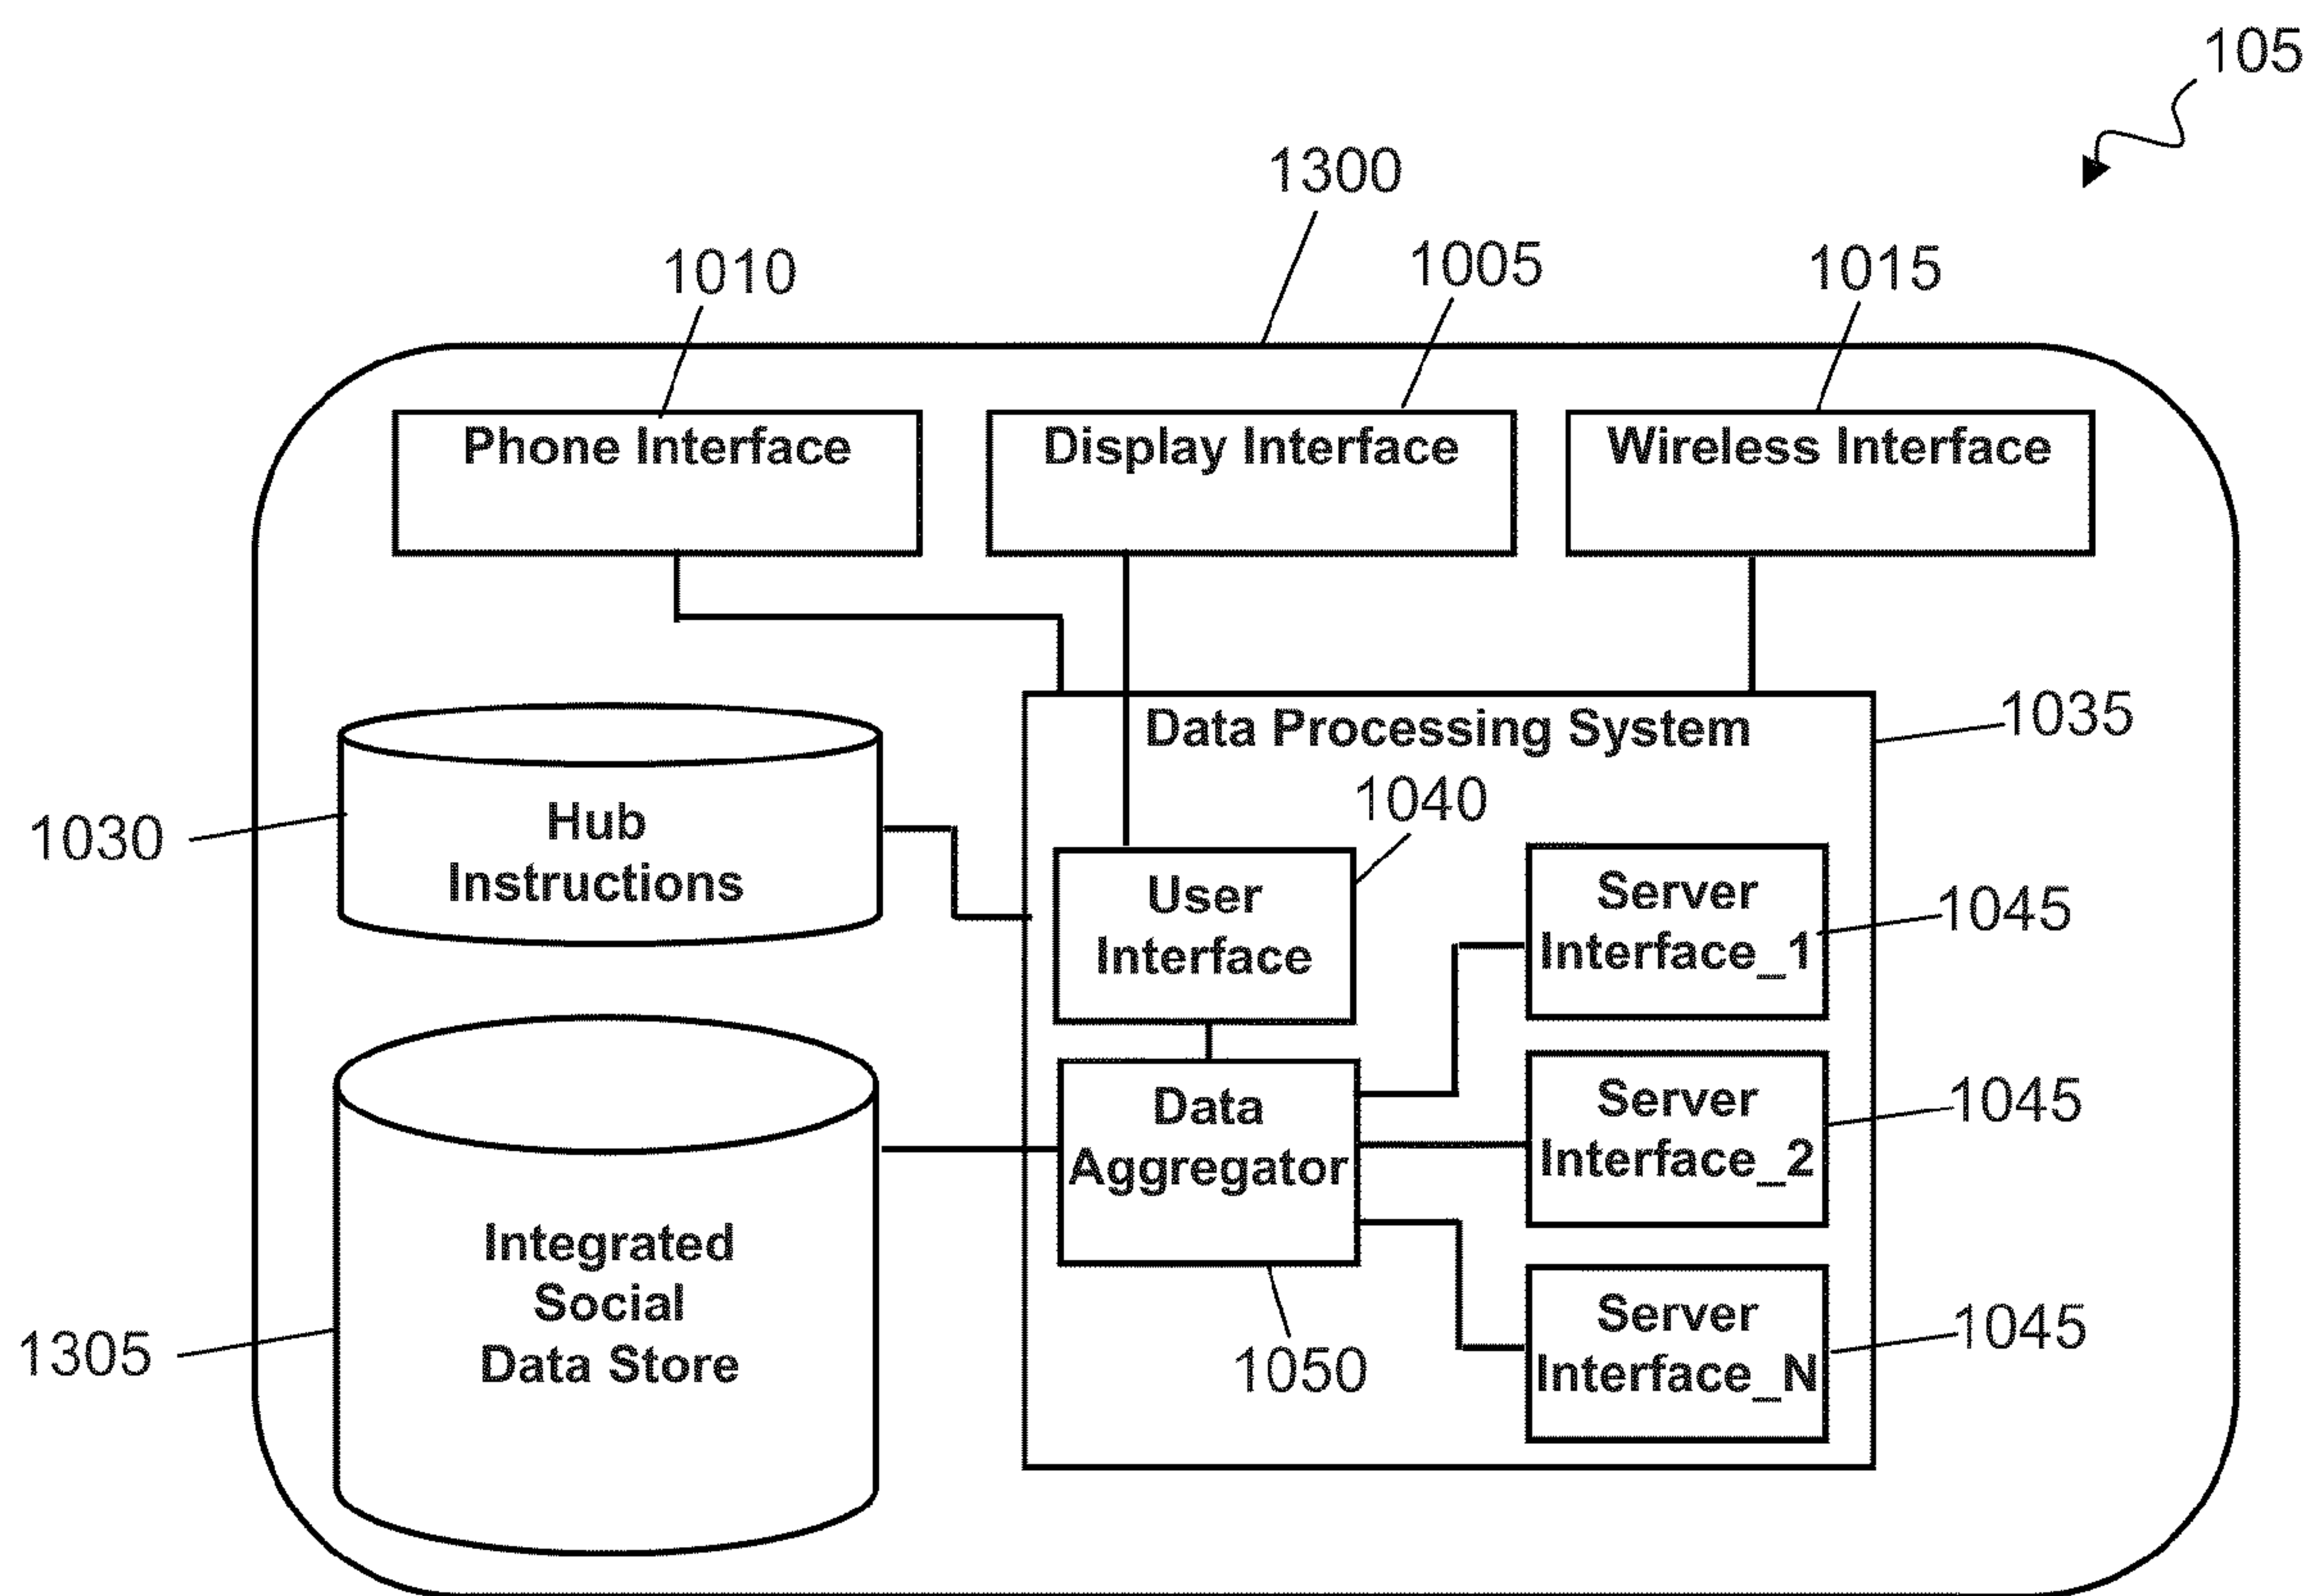 105
1300
1010
1005
1015
Phone Interface
Display Interface
Wireless Interface
Data Processing System
1035
1030
Hub
Instructions
1040
User
Interface
Server
Interface_1
1045
Data
Aggregator
Server
Interface_2
1045
1305
Integrated
Social
Data Store
1050
Server
Interface_N
1045